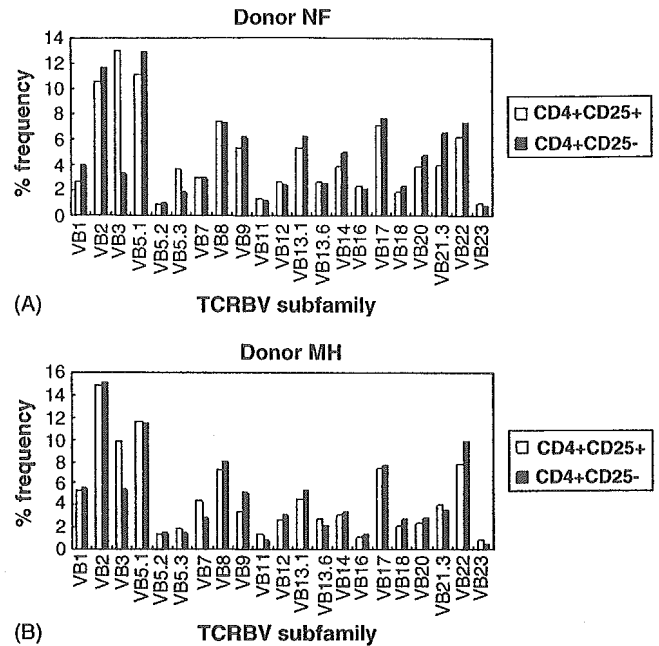 Donor NF
% frequency
14
12
10
8
6
4
2
0
VB1
VB2
VB3
VB5.1
VB5.2
VB5.3
VB7
VB8
VB9
VB11
VB12
VB13.1
VB13.6
VB14
VB16
VB17
VB18
VB20
VB21.3
VB22
VB23
CD4+CD25+
CD4+CD25-
(A)
TCRBV subfamily
Donor MH
% frequency
16
14
12
10
8
6
4
2
0
VB1
VB2
VB3
VB5.1
VB5.2
VB5.3
VB7
VB8
VB9
VB11
VB12
VB13.1
VB13.6
VB14
VB16
VB17
VB18
VB20
VB21.3
VB22
VB23
CD4+CD25+
CD4+CD25-
(B)
TCRBV subfamily